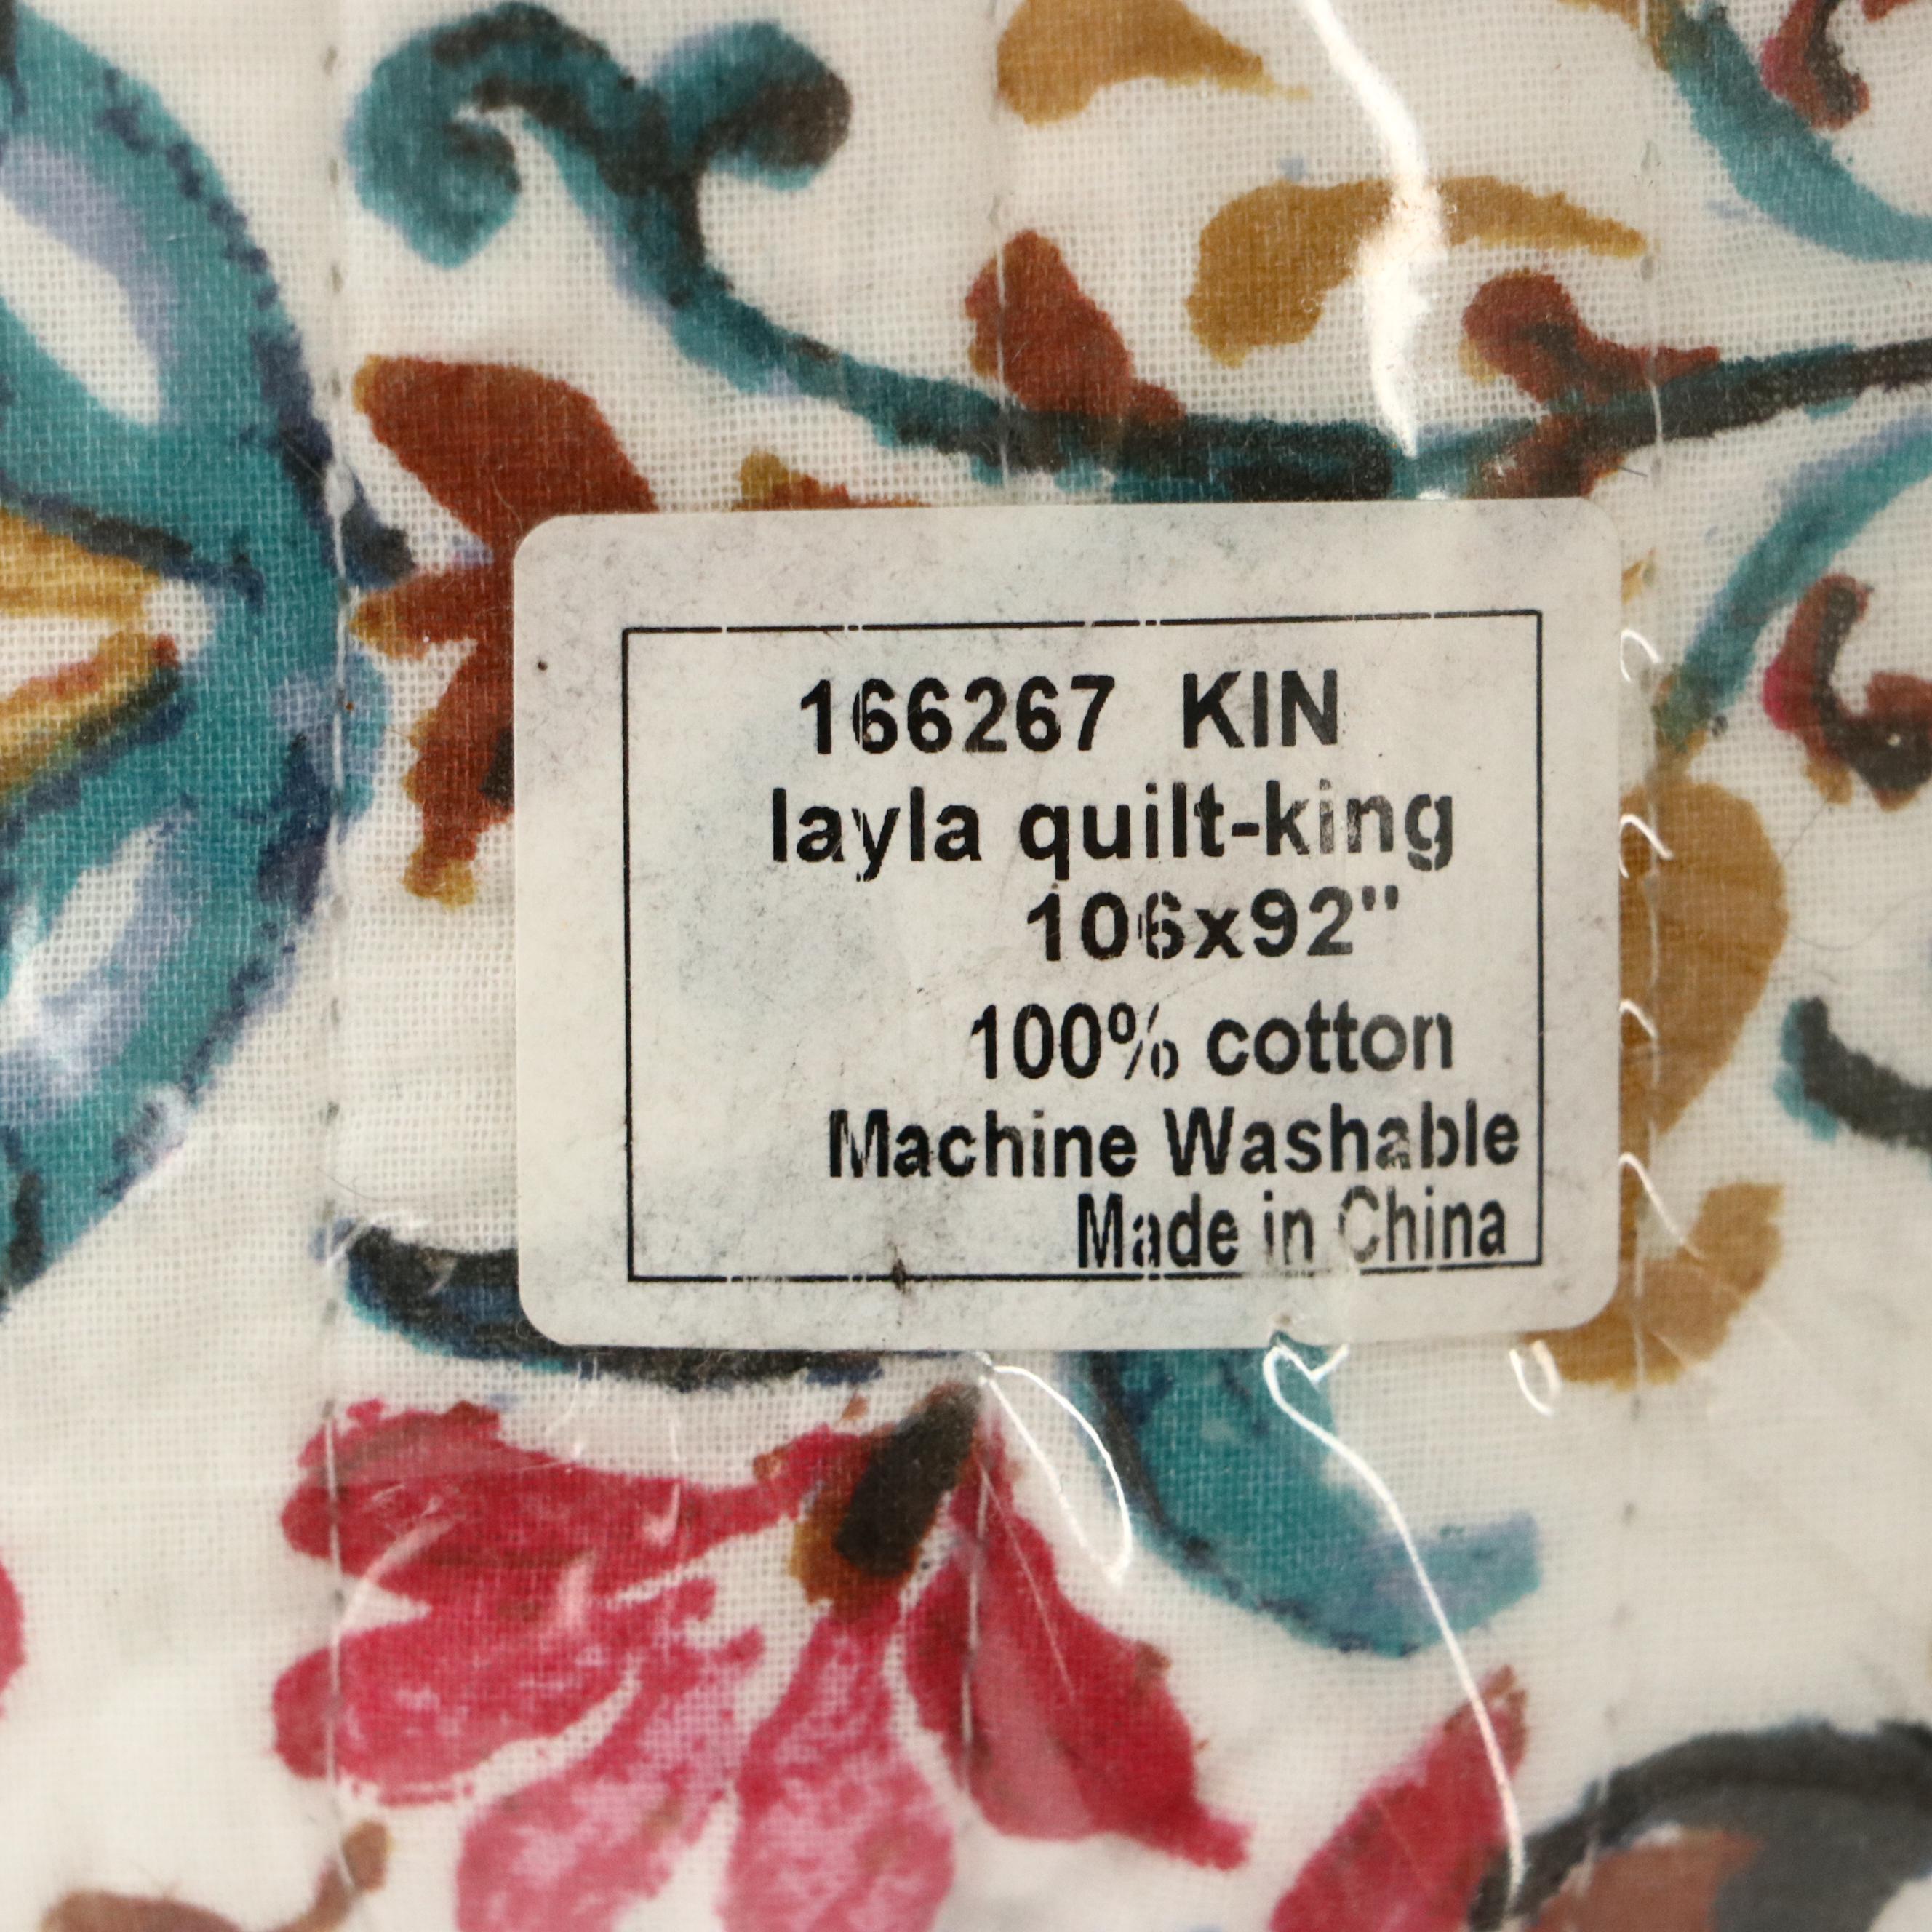 166267 KIN
layla quilt-king
106x92"
100% cotton
Machine Washable
Made in China